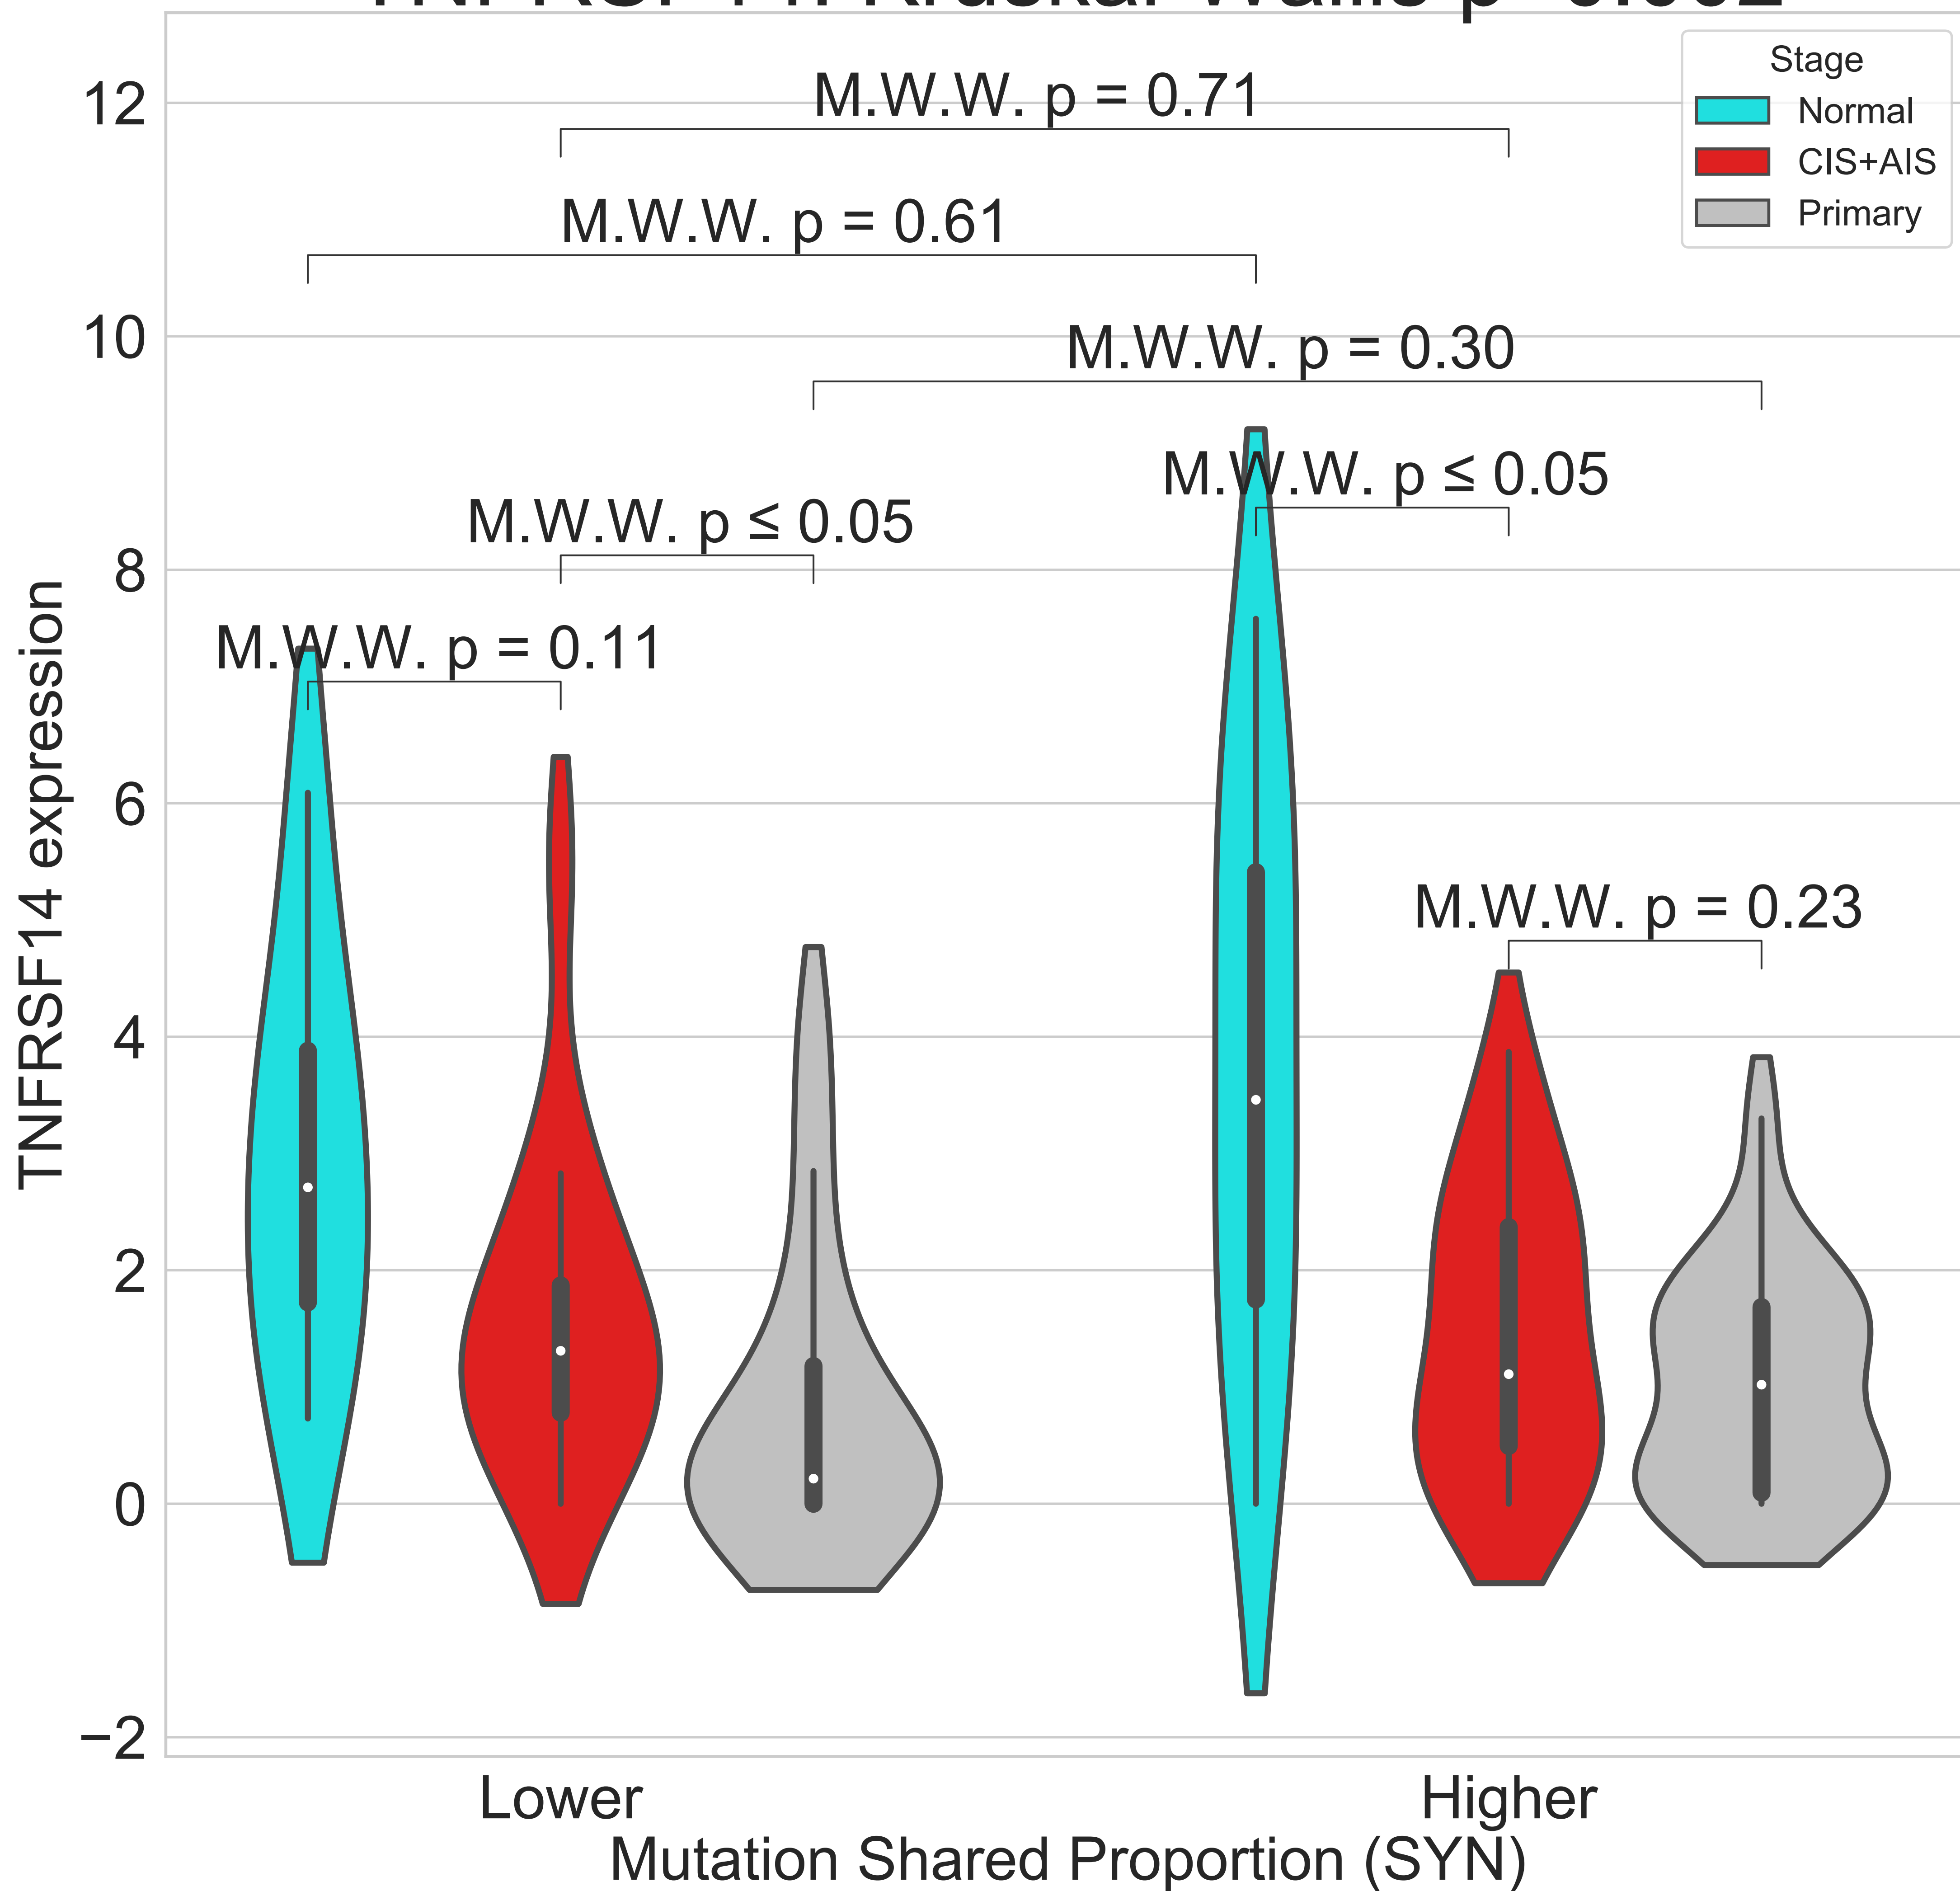 12
10
8
6
4
2
0
−2
TNFRSF14 expression
M.W.W. p = 0.71
M.W.W. p = 0.61
M.W.W. p = 0.30
M.W.W. p ≤ 0.05
M.W.W. p ≤ 0.05
M.W.W. p = 0.11
M.W.W. p = 0.23
Stage
Normal
CIS+AIS
Primary
Lower
Higher
Mutation Shared Proportion (SYN)